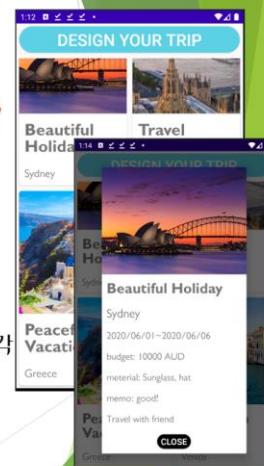 1:12
DESIGN YOUR TRIP
Beautiful
Holida
Travel
Sydney
Peacef
Vacati
Greece
각
1:14
DESIGN YOUR TRIP
Beautiful Holiday
Sydney
2020/06/01~2020/06/06
budget: 10000 AUD
meterial: Sunglass, hat
memo: good!
Travel with friend
CLOSE
Greece